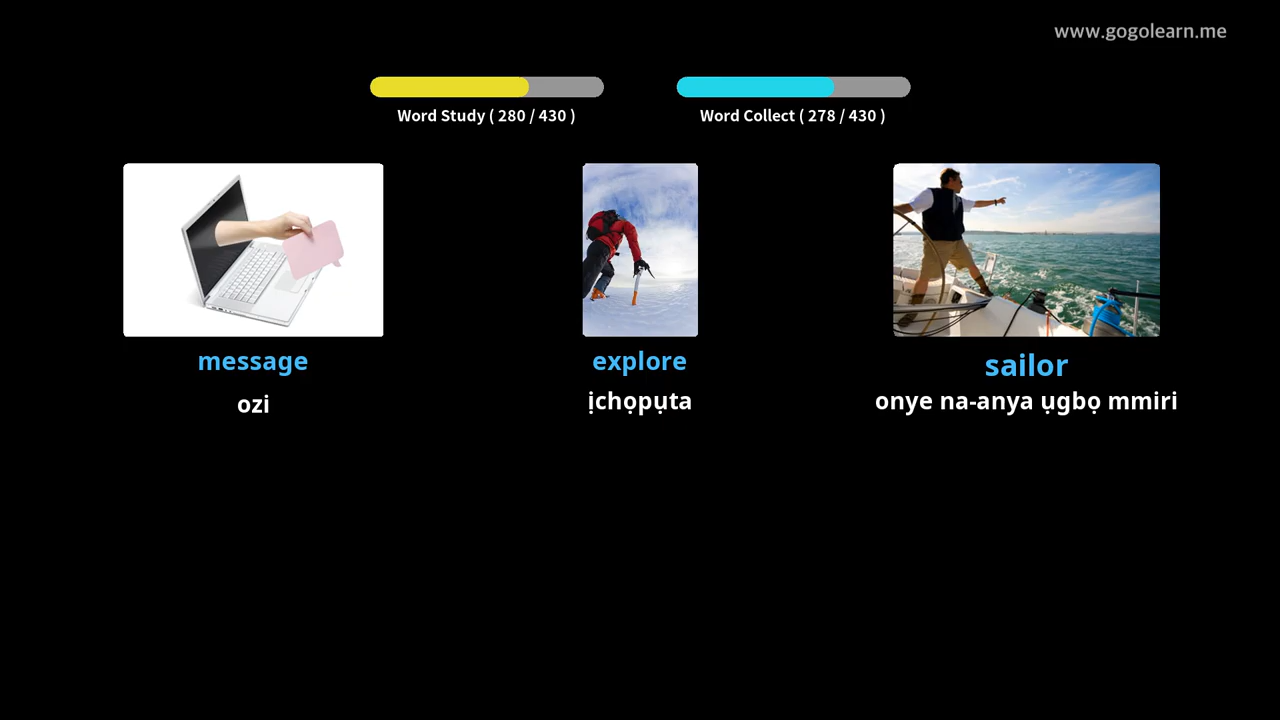 www.gogolearn.me
Word Study ( 280 / 430 )
Word Collect ( 278 / 430 )
message
explore
sailor
ozi
ịchọpụta
onye na-anya ụgbọ mmiri